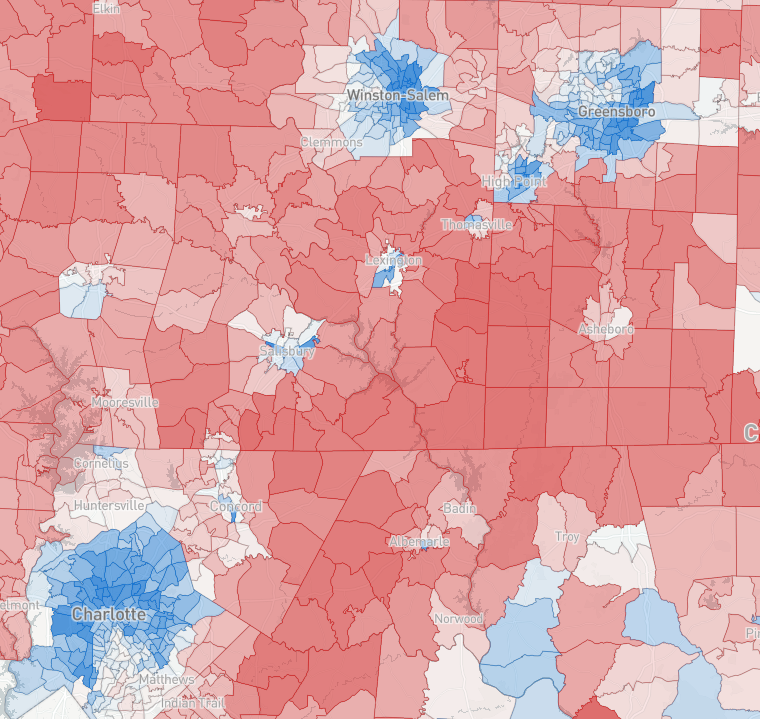 Elkin
Winston-Salem
Greensboro
Clemmons
High Point
Thomasville
Lexington
Asheboro
Salisbury
Mooresville
C
Cornelius
Huntersville
Concord
Badin
Albemarle
Troy
elmont
Charlotte
Norwood
Pi
Matthews
Indian Trail